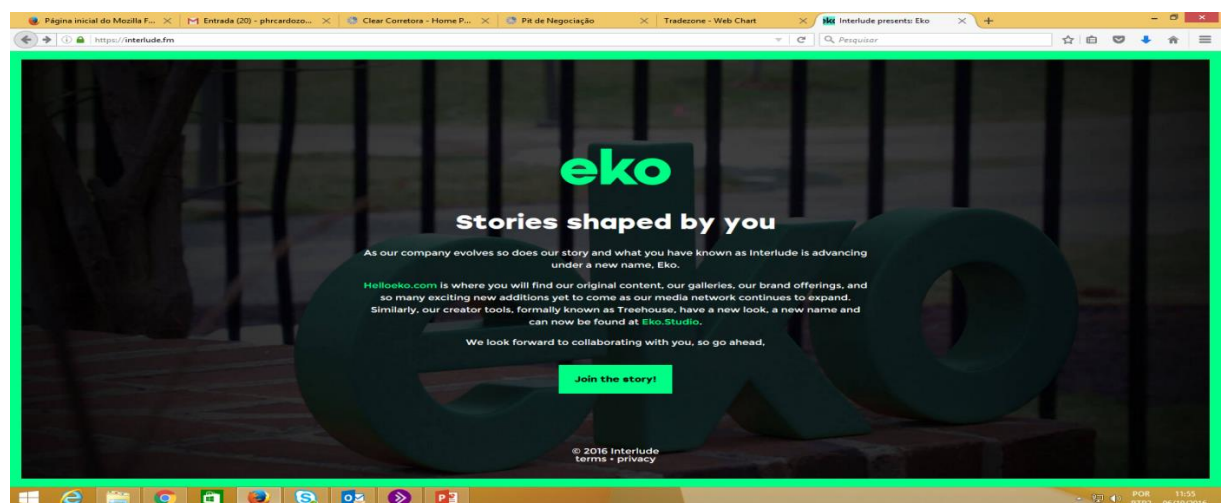 Página inicial do Mozilla F...
Entrada (20) - phrcardozo...
Clear Corretora - Home P...
Pit de Negociação
Tradezone - Web Chart
Interlude presents: Eko
https://interlude.fm
Pesquisar
eko
Stories shaped by you
As our company evolves so does our story and what you have known as Interlude is advancing
under a new name, Eko.
Helloeko.com is where you will find our original content, our galleries, our brand offerings, and
so many exciting new additions yet to come as our media network continues to expand.
Similarly, our creator tools, formally known as Treehouse, have a new look, a new name and
can now be found at Eko.Studio.
We look forward to collaborating with you, so go ahead,
Join the story!
eko
© 2016 Interlude
terms • privacy
POR 11:55